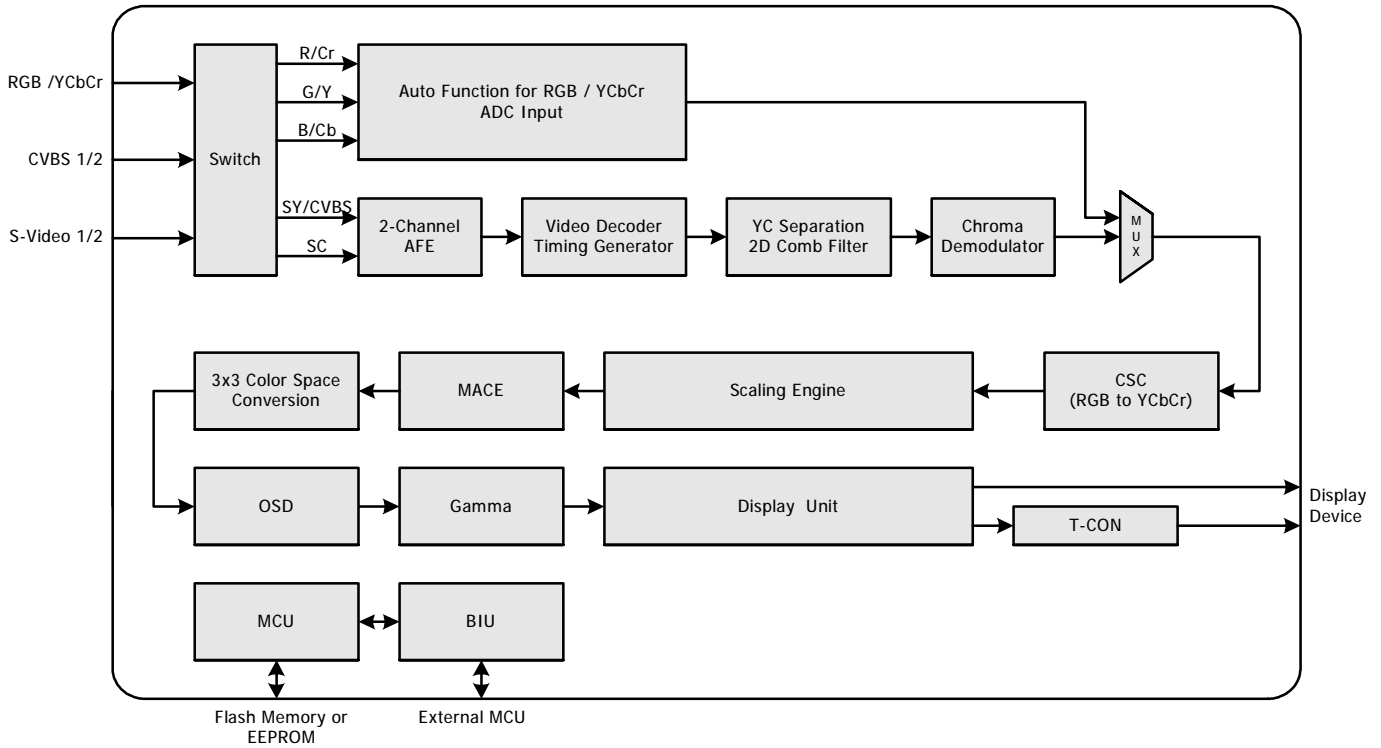 RGB /YCbCr
CVBS 1/2
S-Video 1/2
Switch
R/Cr
G/Y
B/Cb
SY/CVBS
SC
Auto Function for RGB / YCbCr
ADC Input
2-Channel
AFE
Video Decoder
Timing Generator
YC Separation
2D Comb Filter
Chroma
Demodulator
M
U
X
3x3 Color Space
Conversion
MACE
Scaling Engine
CSC
(RGB to YCbCr)
OSD
Gamma
Display Unit
T-CON
Display
Device
MCU
BIU
Flash Memory or
EEPROM
External MCU